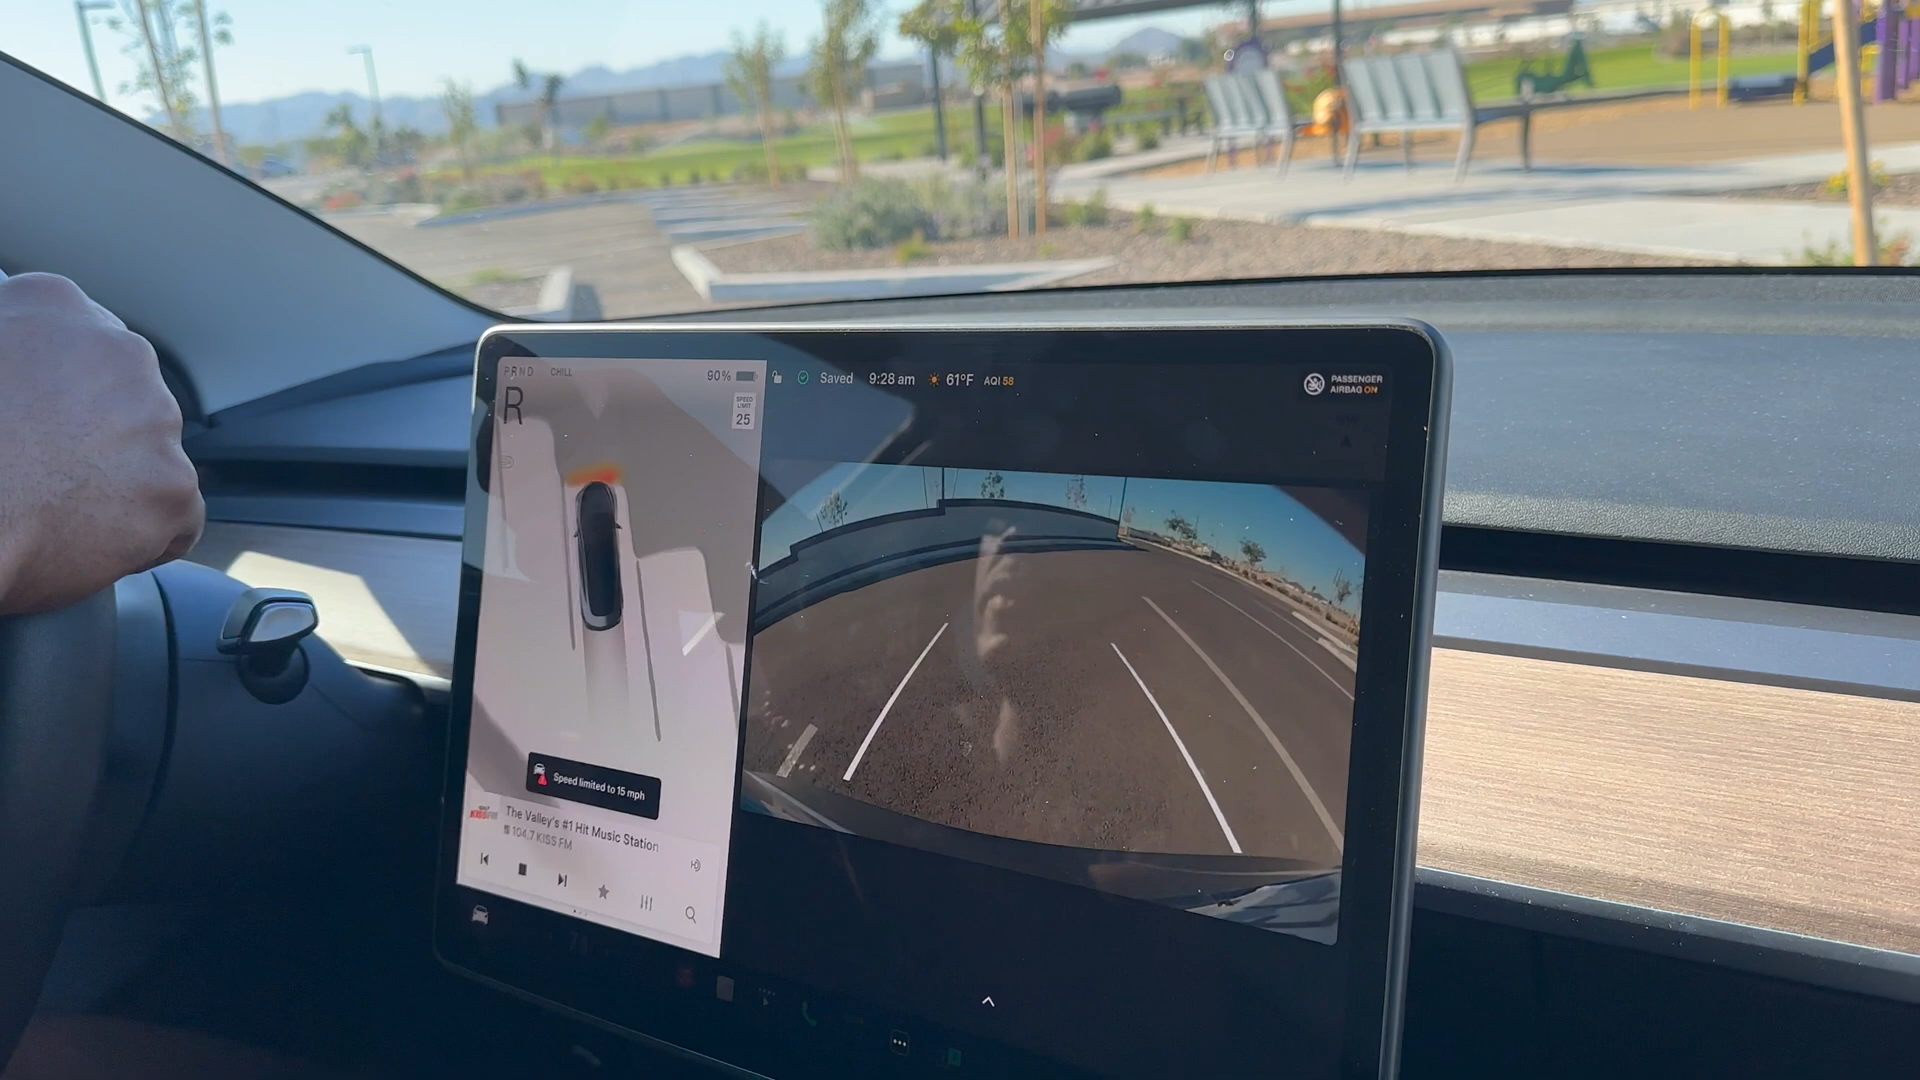 PRND CHILL 90%
R
SPEED
LIMIT
25
Saved 9:28 am 61°F AQI 58
PASSENGER
AIRBAG ON
Speed limited to 15 mph
KISSFM
The Valley's #1 Hit Music Station
104.7 KISS FM